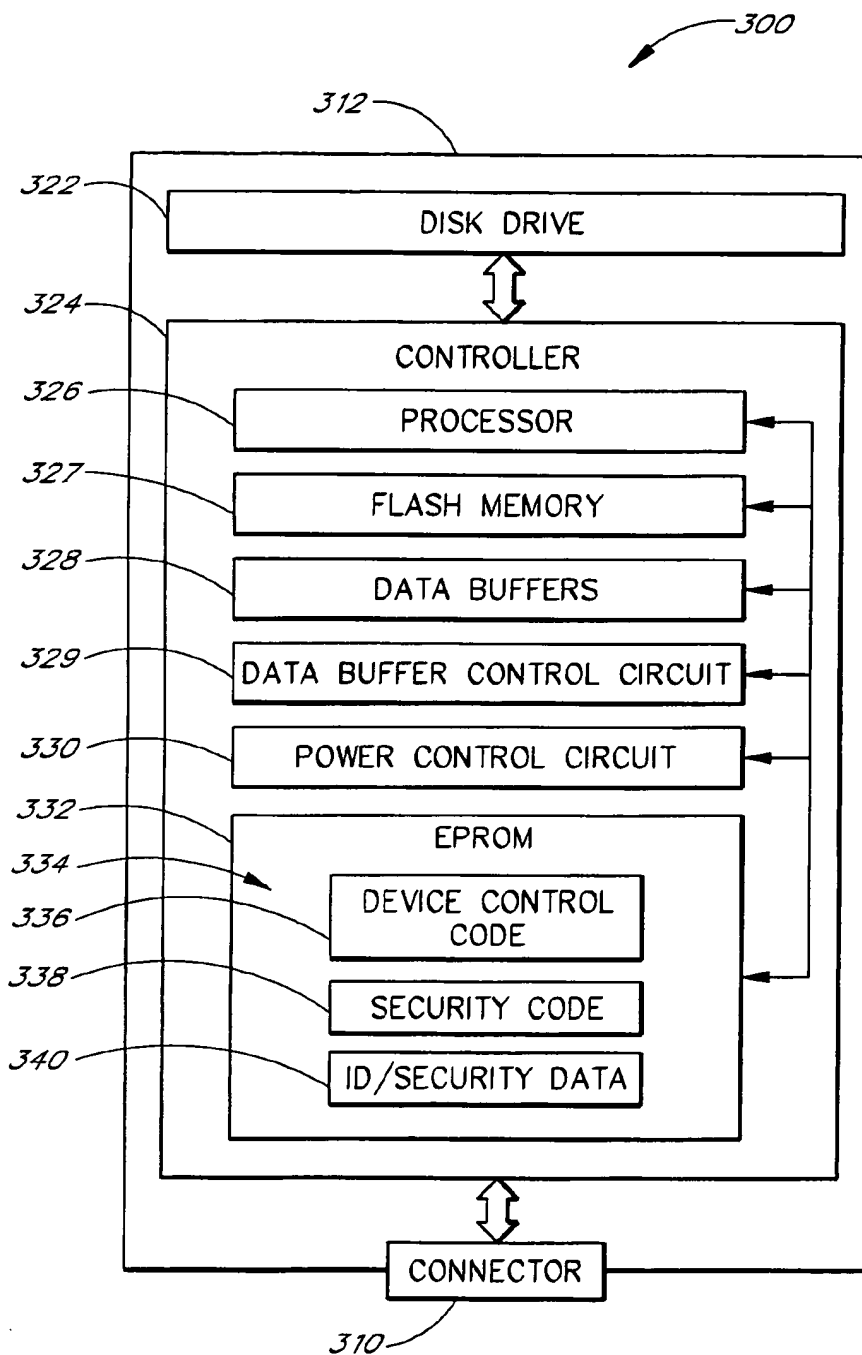 300
312
322
DISK DRIVE
324
CONTROLLER
326
PROCESSOR
327
FLASH MEMORY
328
DATA BUFFERS
329
DATA BUFFER CONTROL CIRCUIT
330
POWER CONTROL CIRCUIT
332
EPROM
334
336
DEVICE CONTROL
CODE
338
SECURITY CODE
340
ID/SECURITY DATA
CONNECTOR
310